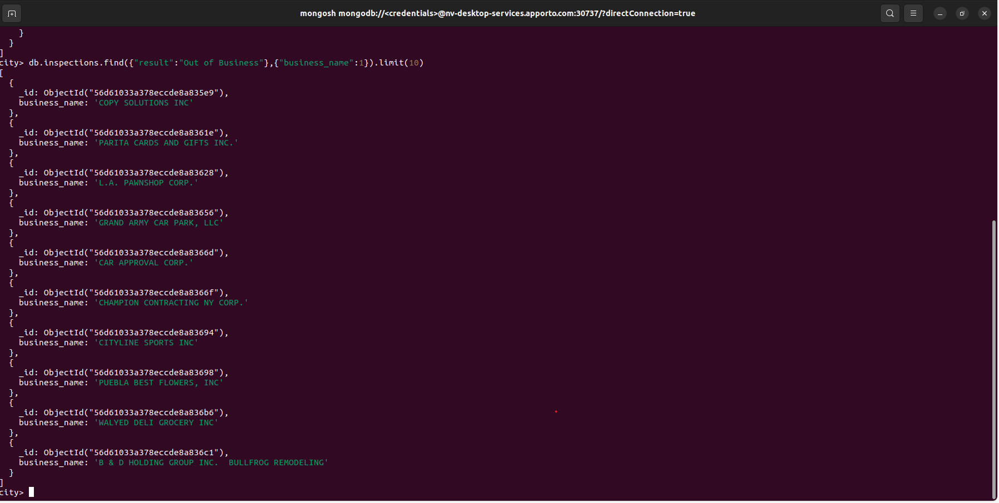 mongosh mongodb://<credentials>@nv-desktop-services.apporto.com:30737/?directConnection=true
    }
  }
]
city> db.inspections.find({"result":"Out of Business"},{"business_name":1}).limit(10)
[
  {
    _id: ObjectId("56d61033a378eccde8a835e9"),
    business_name: 'COPY SOLUTIONS INC'
  },
  {
    _id: ObjectId("56d61033a378eccde8a8361e"),
    business_name: 'PARITA CARDS AND GIFTS INC.'
  },
  {
    _id: ObjectId("56d61033a378eccde8a83628"),
    business_name: 'L.A. PAWNSHOP CORP.'
  },
  {
    _id: ObjectId("56d61033a378eccde8a83656"),
    business_name: 'GRAND ARMY CAR PARK, LLC'
  },
  {
    _id: ObjectId("56d61033a378eccde8a8366d"),
    business_name: 'CAR APPROVAL CORP.'
  },
  {
    _id: ObjectId("56d61033a378eccde8a8366f"),
    business_name: 'CHAMPION CONTRACTING NY CORP.'
  },
  {
    _id: ObjectId("56d61033a378eccde8a83694"),
    business_name: 'CITYLINE SPORTS INC'
  },
  {
    _id: ObjectId("56d61033a378eccde8a83698"),
    business_name: 'PUEBLA BEST FLOWERS, INC'
  },
  {
    _id: ObjectId("56d61033a378eccde8a836b6"),
    business_name: 'WALYED DELI GROCERY INC'
  },
  {
    _id: ObjectId("56d61033a378eccde8a836c1"),
    business_name: 'B & D HOLDING GROUP INC.  BULLFROG REMODELING'
  }
]
city>